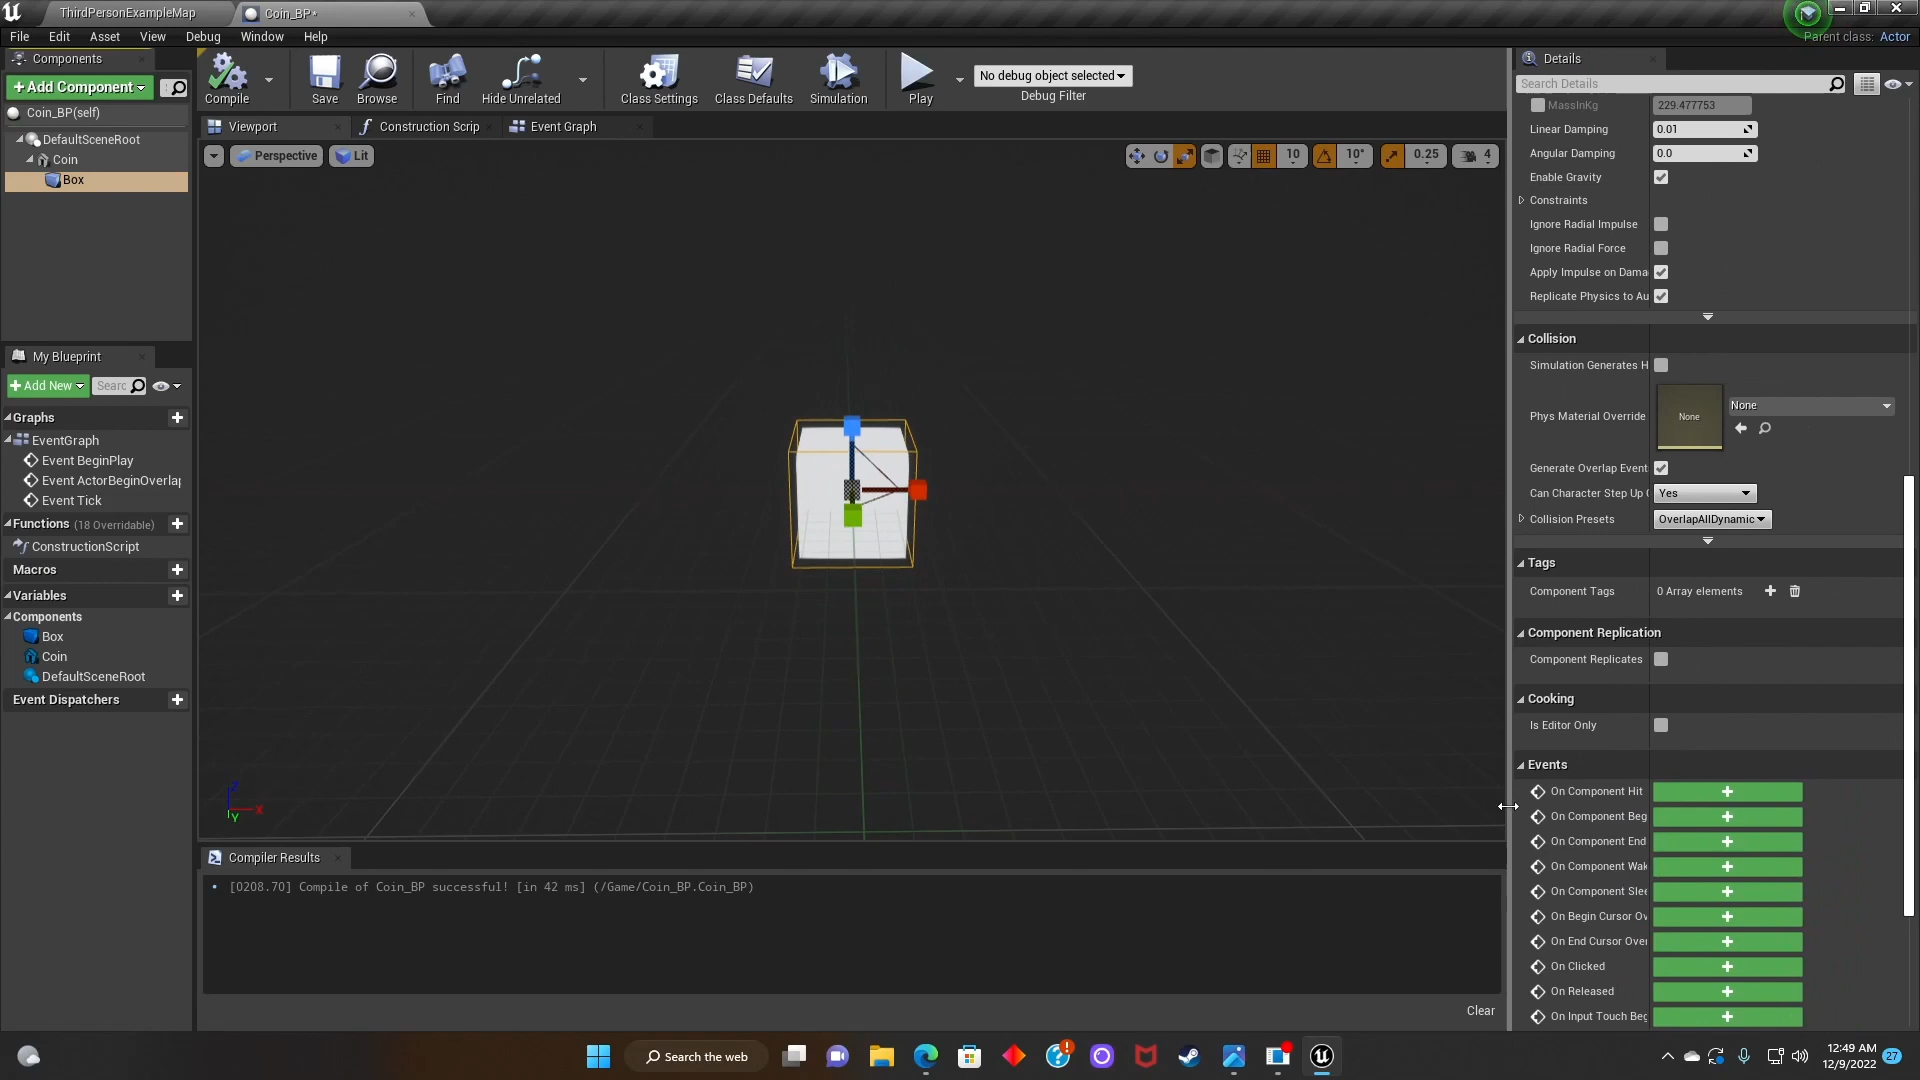 ThirdPersonExampleMap
Coin_BP*
File Edit Asset View Debug Window Help
Parent class: Actor
Components
+Add Component
Coin_BP(self)
DefaultSceneRoot
Coin
Box
Compile
Save
Browse
Find
Hide Unrelated
Class Settings
Class Defaults
Simulation
Play
No debug object selected
Debug Filter
Viewport
Construction Scrip
Event Graph
Perspective
Lit
10
10°
0.25
4
My Blueprint
+Add New
Searc
Graphs
EventGraph
Event BeginPlay
Event ActorBeginOverlap
Event Tick
Functions (18 Overridable)
ConstructionScript
Macros
Variables
Components
Box
Coin
DefaultSceneRoot
Event Dispatchers
Z
X
Y
Compiler Results
[0208.70] Compile of Coin_BP successful! [in 42 ms] (/Game/Coin_BP.Coin_BP)
Clear
Details
Search Details
MassInKg 229.477753
Linear Damping 0.01
Angular Damping 0.0
Enable Gravity
Constraints
Ignore Radial Impulse
Ignore Radial Force
Apply Impulse on Dama
Replicate Physics to Au
Collision
Simulation Generates H
Phys Material Override None None
Generate Overlap Event
Can Character Step Up Yes
Collision Presets OverlapAllDynamic
Tags
Component Tags 0 Array elements
Component Replication
Component Replicates
Cooking
Is Editor Only
Events
On Component Hit
On Component Beg
On Component End
On Component Wak
On Component Slee
On Begin Cursor Ov
On End Cursor Over
On Clicked
On Released
On Input Touch Beg
Search the web
12:49 AM
12/9/2022
27